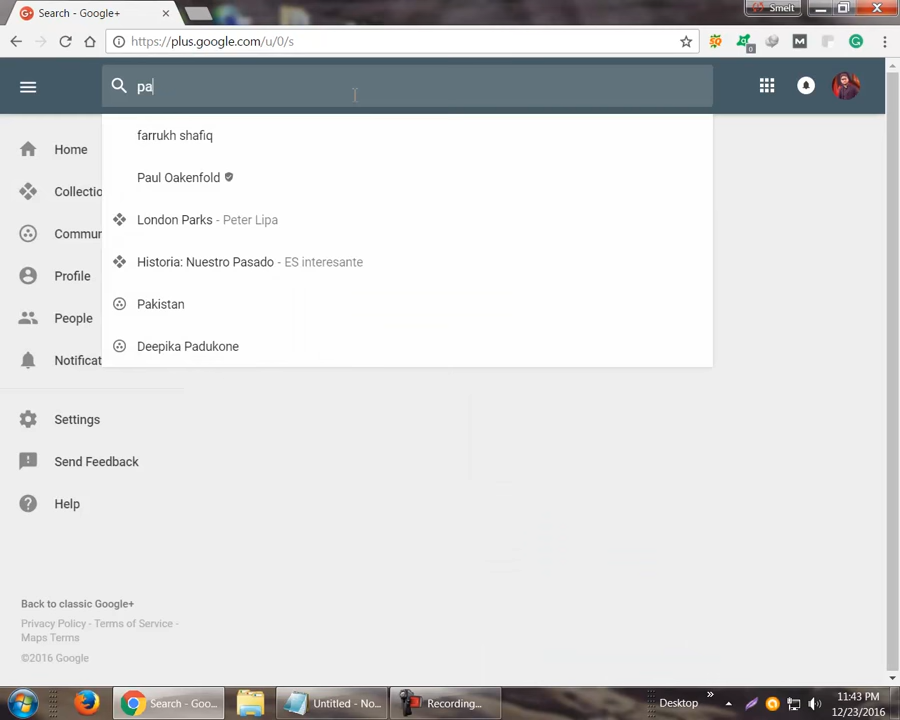 Search - Google+
Smelt
https://plus.google.com/u/0/s
0
pa
farrukh shafiq
Home
Paul Oakenfold
Collectio
London Parks - Peter Lipa
Commur
Historia: Nuestro Pasado - ES interesante
Profile
Pakistan
People
Deepika Padukone
Notificat
Settings
Send Feedback
Help
Back to classic Google+
Privacy Policy - Terms of Service -
Maps Terms
©2016 Google
Search - Goo...
Untitled - No...
Recording...
Desktop
11:43 PM
12/23/2016